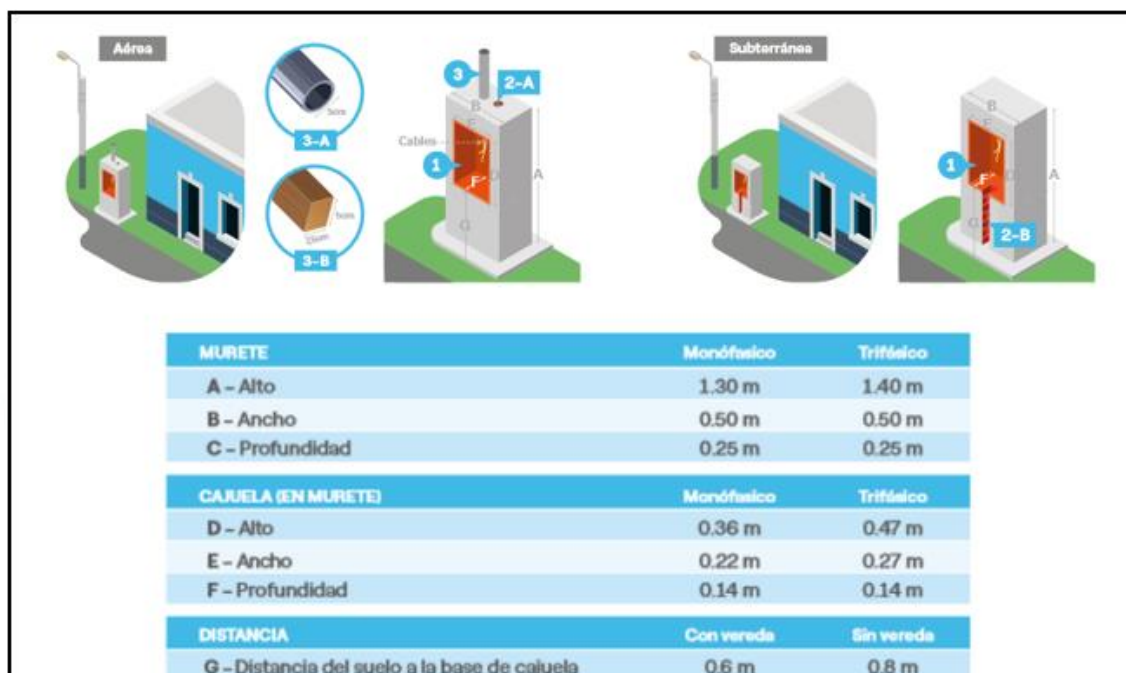 Aérea
Subterránea
3
2-A
B
E
5cm
3-A
Cables
1
D
A
F
G
5cm
3-B
B
E
1
D
A
F
G
2-B
MURETE Monófasico Trifásico
A – Alto 1.30 m 1.40 m
B – Ancho 0.50 m 0.50 m
C – Profundidad 0.25 m 0.25 m
CAJUELA (EN MURETE) Monófasico Trifásico
D – Alto 0.36 m 0.47 m
E – Ancho 0.22 m 0.27 m
F – Profundidad 0.14 m 0.14 m
DISTANCIA Con vereda Sin vereda
G – Distancia del suelo a la base de cajuela 0.6 m 0.8 m